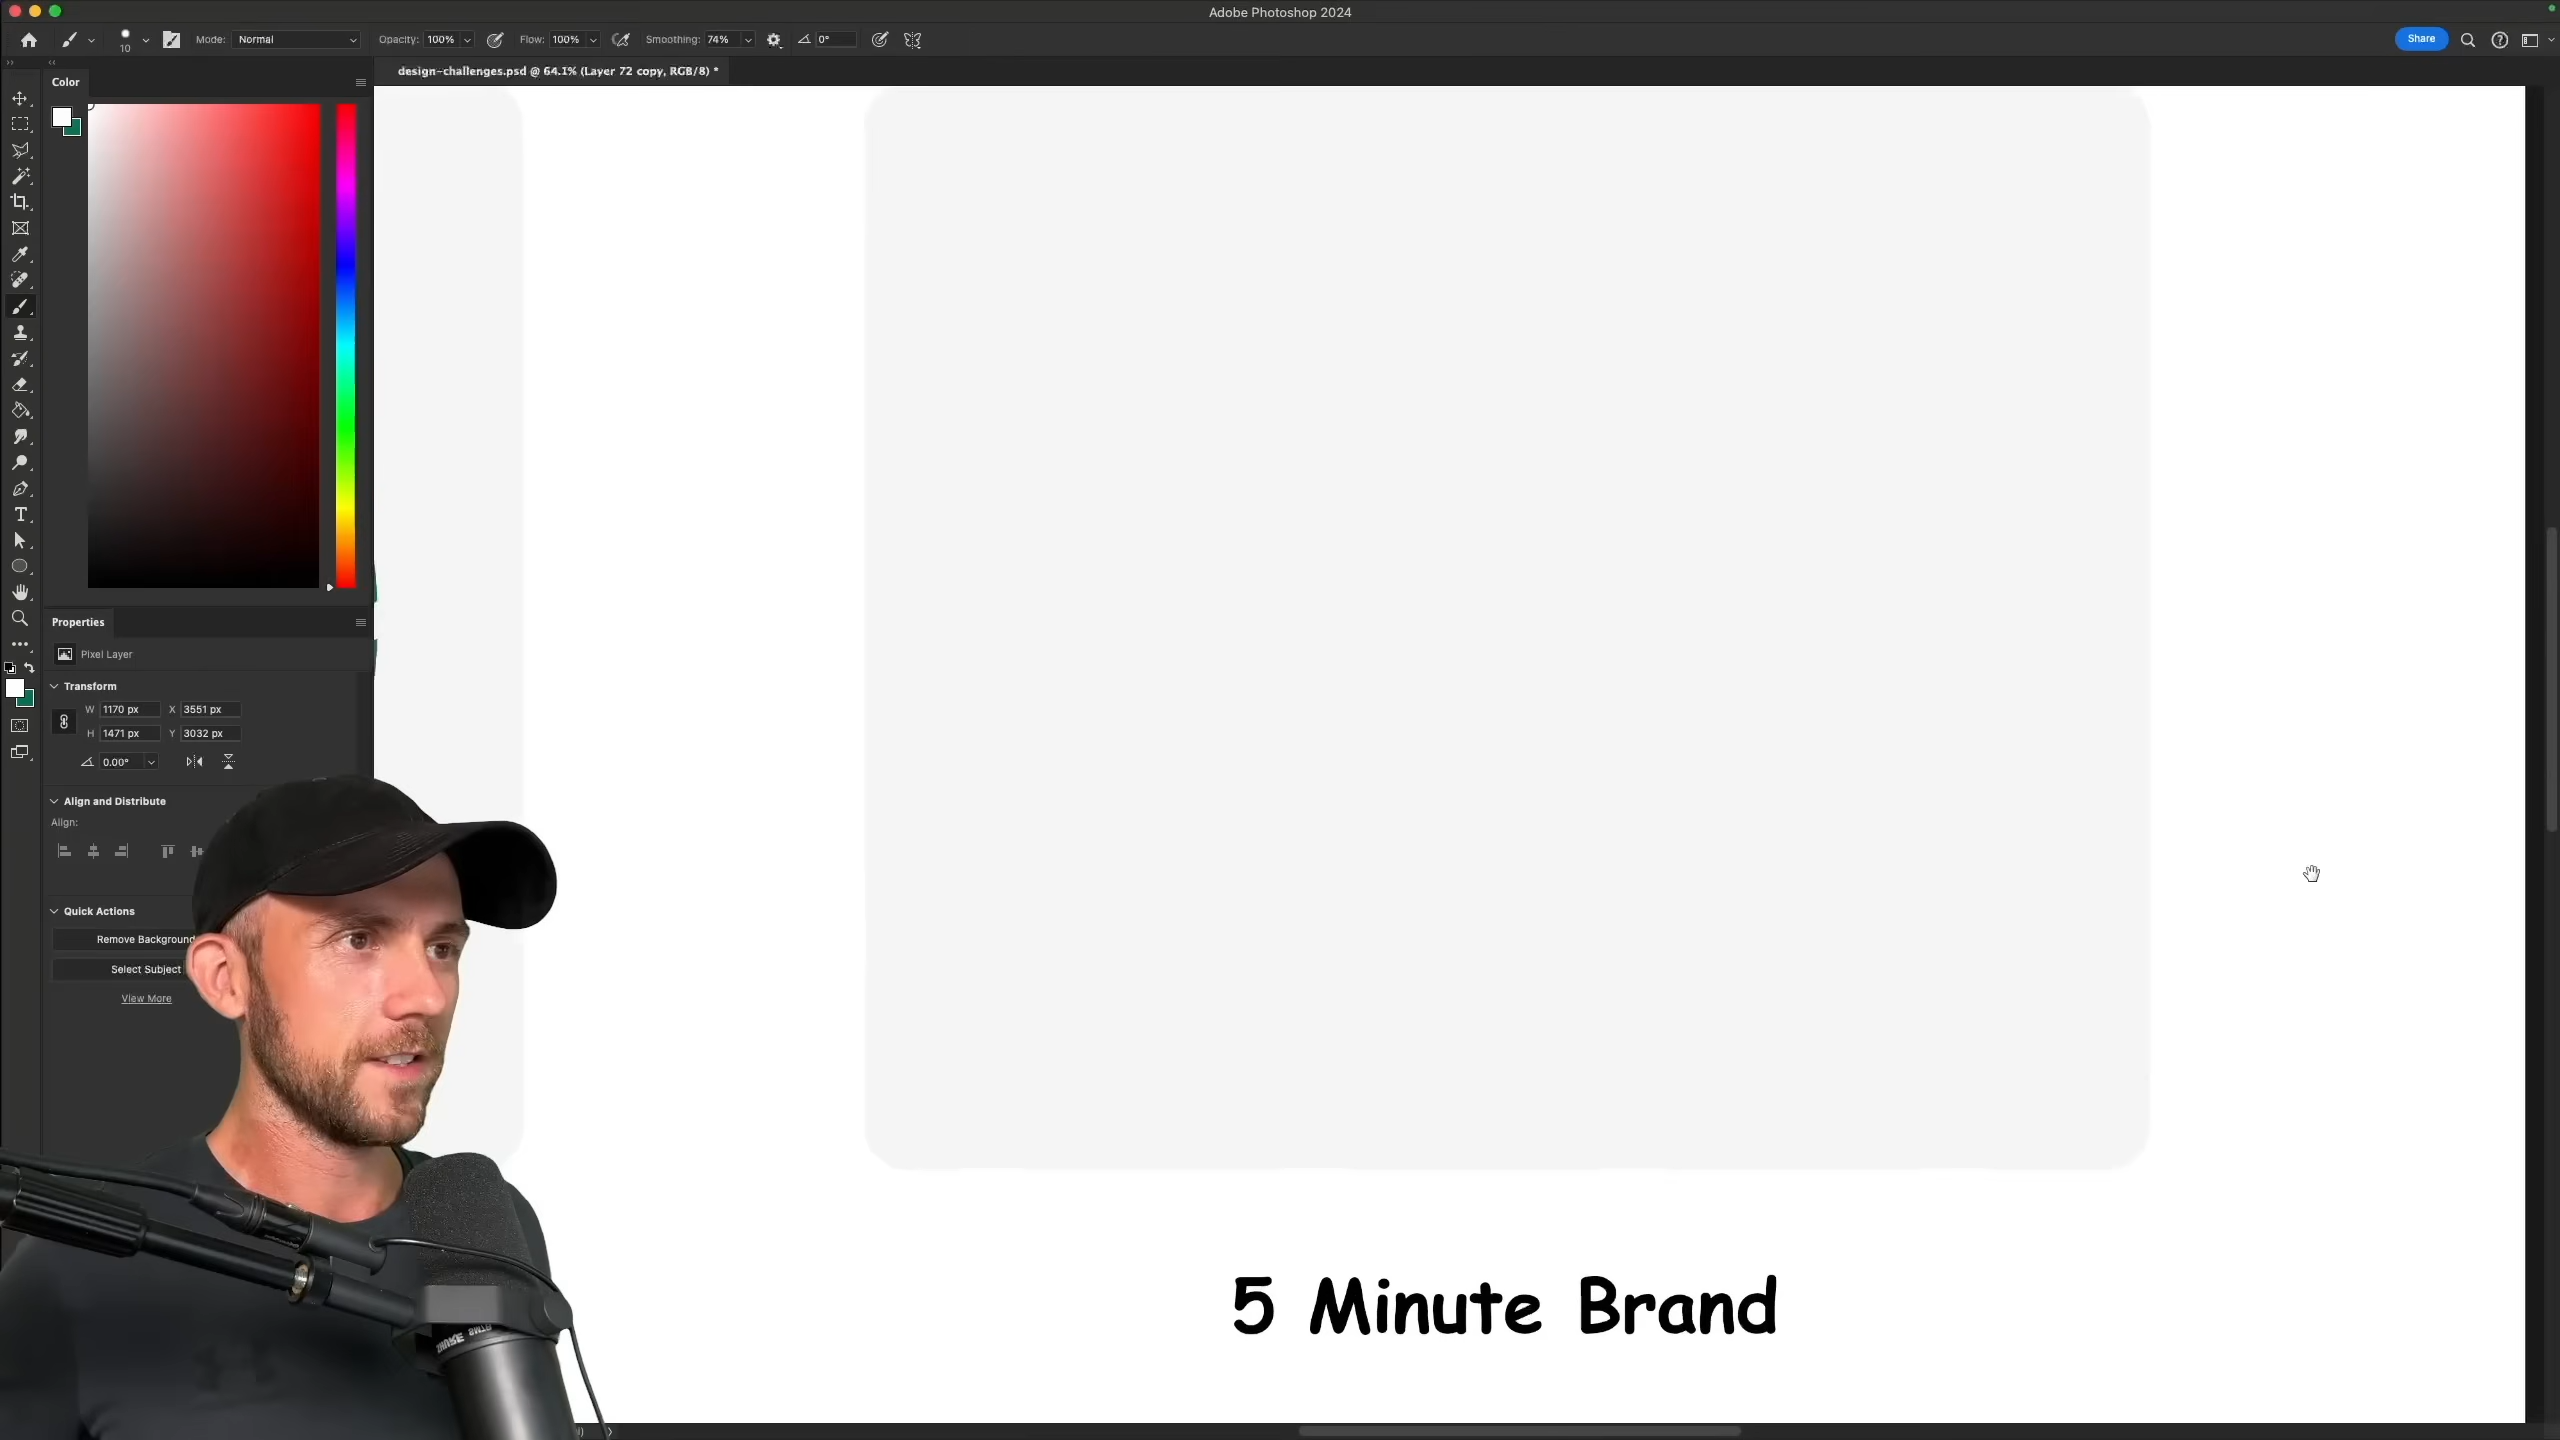 Adobe Photoshop 2024
10
Mode: Normal
Opacity: 100%
Flow: 100%
Smoothing: 74%
0°
Share
design-challenges.psd @ 64.1% (Layer 72 copy, RGB/8) *
Color
Properties
Pixel Layer
Transform
W 1170 px X 3551 px
H 1471 px Y 3032 px
0.00°
Align and Distribute
Align:
Quick Actions
Remove Background
Select Subject
View More
5 Minute Brand